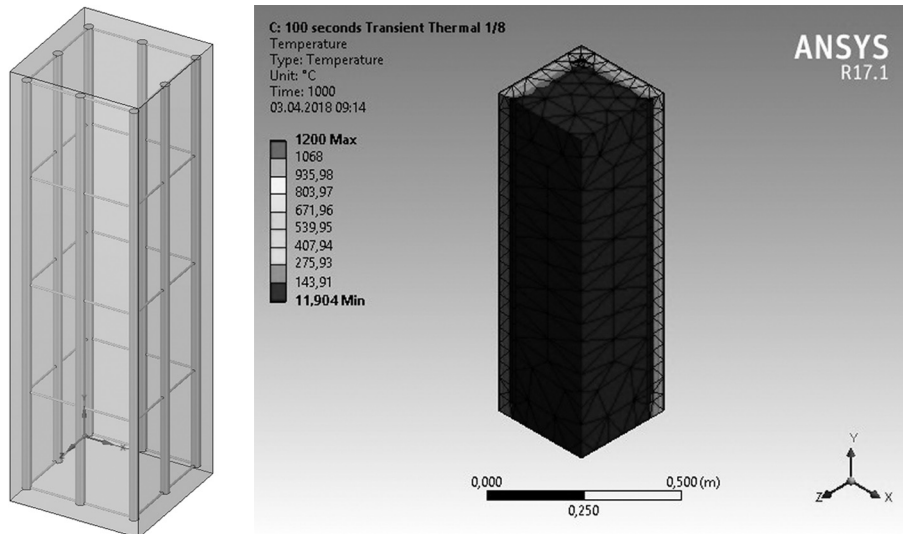 C: 100 seconds Transient Thermal 1/8
Temperature
Type: Temperature
Unit: °C
Time: 1000
03.04.2018 09:14
ANSYS
R17.1
1200 Max
1068
935,98
803,97
671,96
539,95
407,94
275,93
143,91
11,904 Min
0,000
0,500 (m)
0,250
Y
Z
X
Y
Z
X